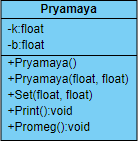 Pryamaya
-k:float
-b:float
+Pryamaya()
+Pryamaya(float, float)
+Set(float, float)
+Print():void
+Promeg():void